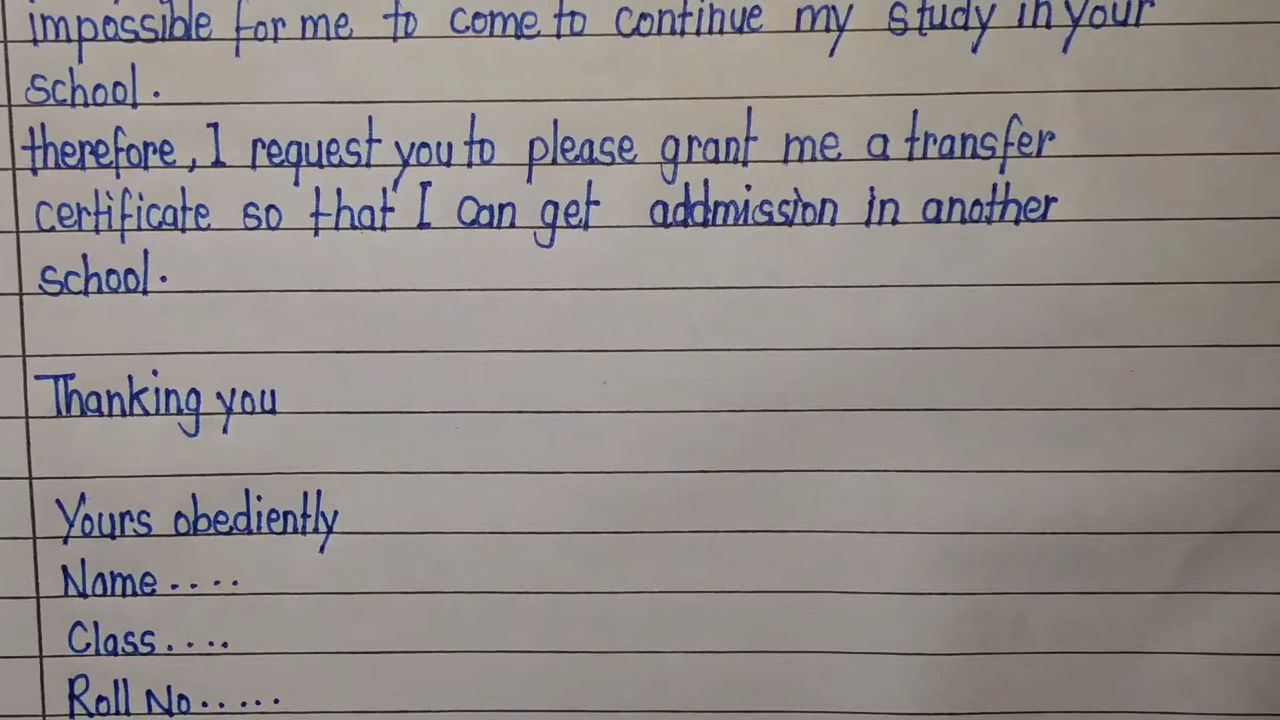 impossible for me to come to continue my study in your
school.
therefore, I request you to please grant me a transfer
certificate so that I can get addmission in another
school.
Thanking you
Yours obediently
Name....
Class....
Roll No.....